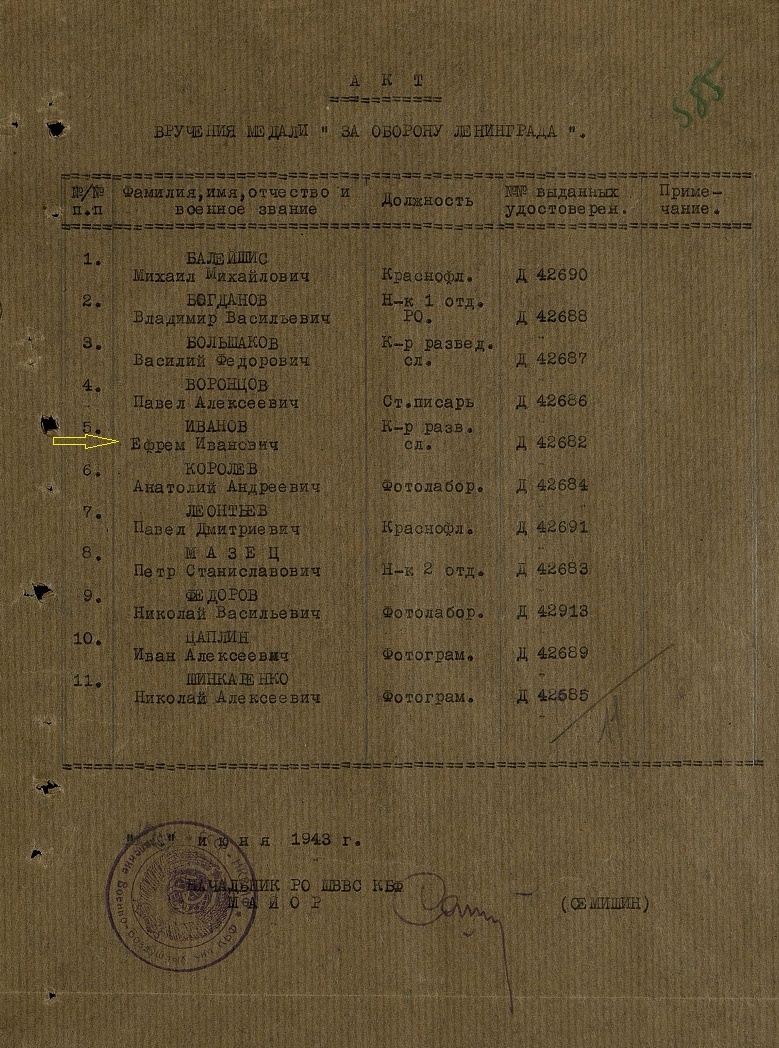 585
А К Т
ВРУЧЕНИЯ МЕДАЛИ " ЗА ОБОРОНУ ЛЕНИНГРАДА ".
№/№ п.п
Фамилия,имя,отчество и военное звание
Должность
№№ выданных удостоверен.
Приме-
чание.
1. БАЛЕЙШИС
Михаил Михайлович Краснофл. Д 42690
2. БОГДАНОВ Н-к 1 отд.
Владимир Васильевич РО. Д 42688
3. БОЛЬШАКОВ К-р развед.
Василий Федорович сл. Д 42687
4. ВОРОНЦОВ
Павел Алексеевич Ст.писарь Д 42686
5. ИВАНОВ К-р разв.
Ефрем Иванович сл. Д 42682
6. КОРОЛЕВ
Анатолий Андреевич Фотолабор. Д 42684
7. ЛЕОНТЬЕВ
Павел Дмитриевич Краснофл. Д 42691
8. М А З Е Ц
Петр Станиславович Н-к 2 отд. Д 42683
9. ФЕДОРОВ
Николай Васильевич Фотолабор. Д 42913
10. ЦАПЛИН
Иван Алексеевич Фотограм. Д 42689
11. ШИНКАРЕНКО
Николай Алексеевич Фотограм. Д 42685
11
" " и ю н я 1943 г.
НАЧАЛЬНИК РО ШВВС КБФ
М А Й О Р (СЕМИШИН)